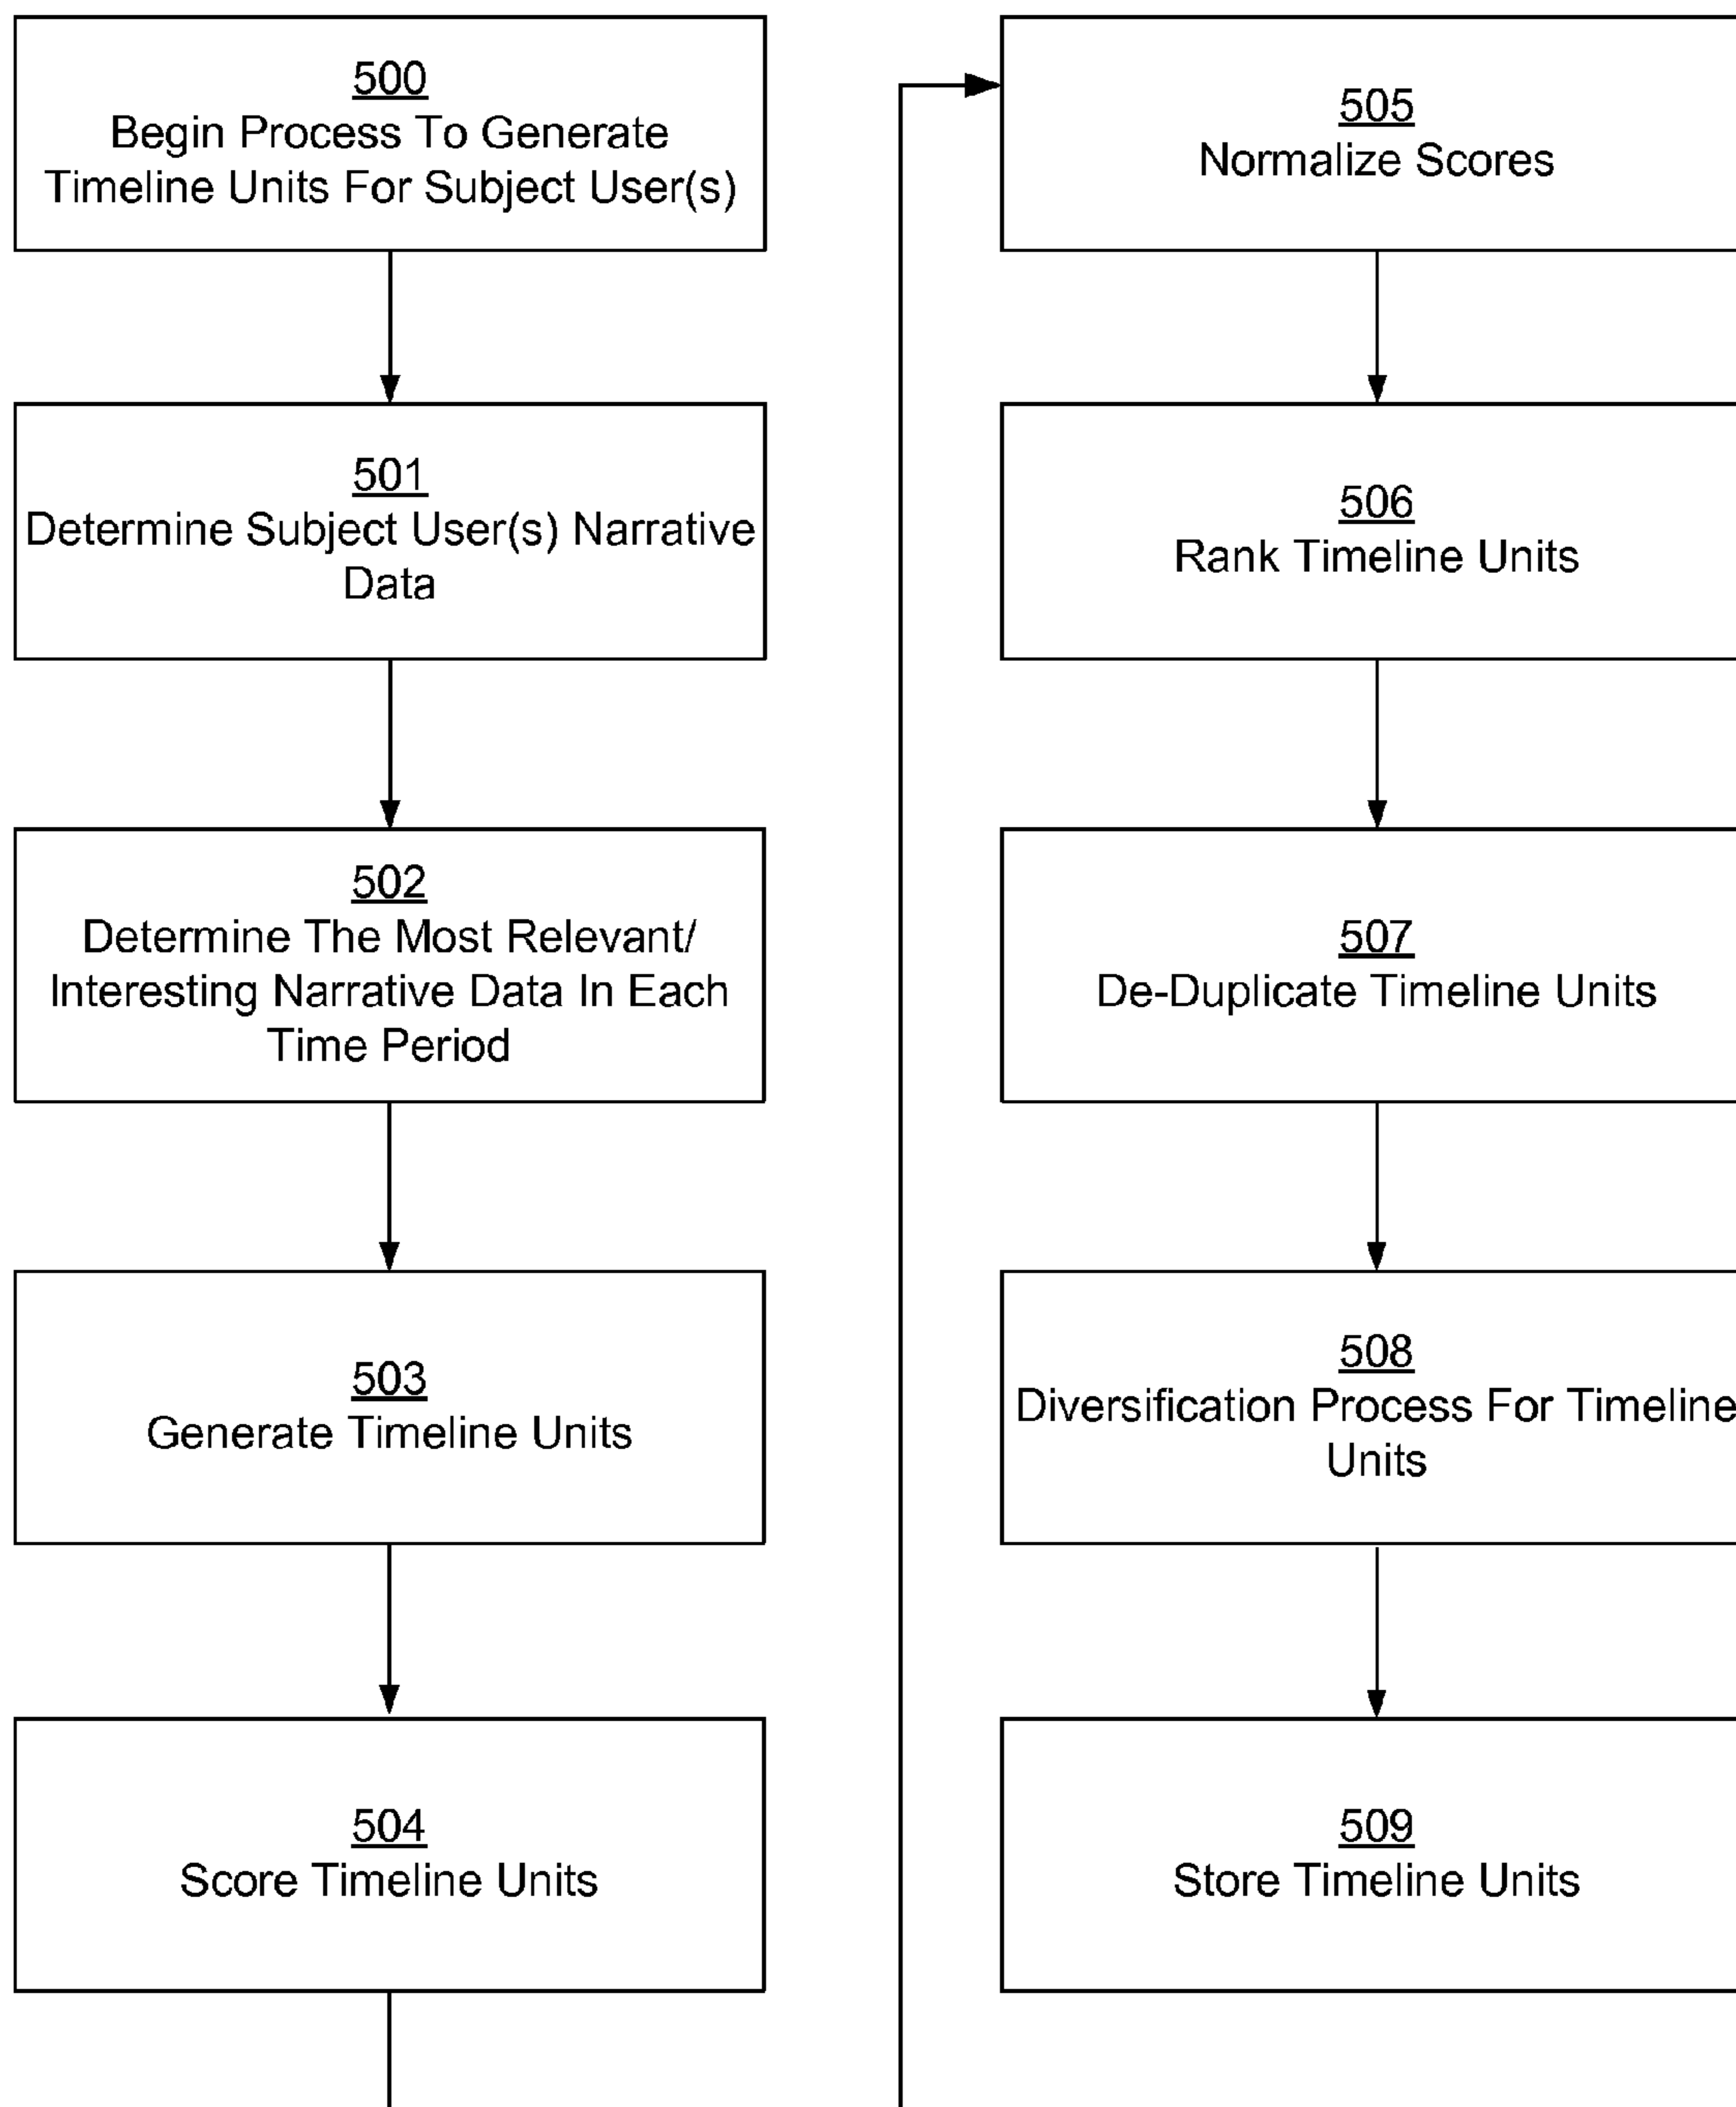 500
Begin Process To Generate
Timeline Units For Subject User(s)
501
Determine Subject User(s) Narrative
Data
502
Determine The Most Relevant/
Interesting Narrative Data In Each
Time Period
503
Generate Timeline Units
504
Score Timeline Units
505
Normalize Scores
506
Rank Timeline Units
507
De-Duplicate Timeline Units
508
Diversification Process For Timeline
Units
509
Store Timeline Units